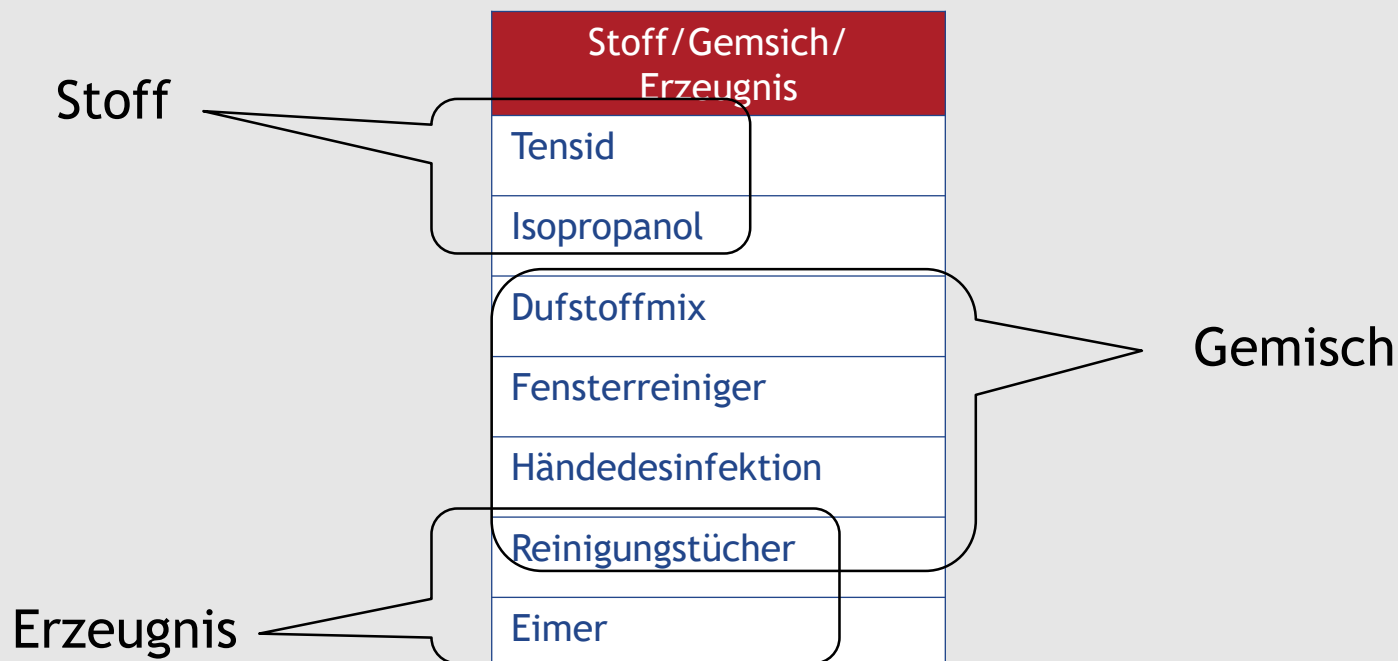 Stoff/Gemsich/
Erzeugnis
Stoff
Tensid
Isopropanol
Dufstoffmix
Gemisch
Fensterreiniger
Händedesinfektion
Reinigungstücher
Erzeugnis
Eimer